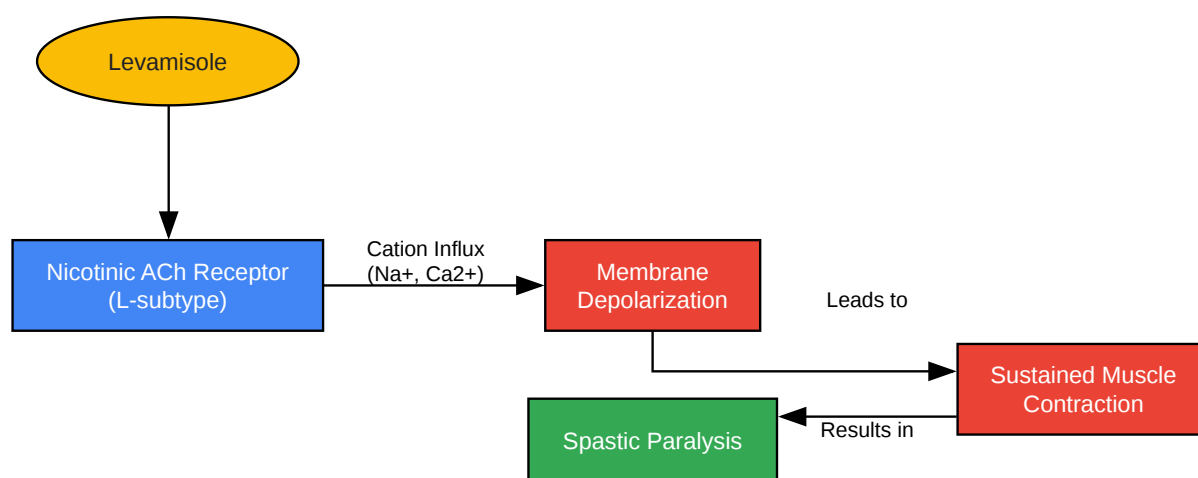 Levamisole
Nicotinic ACh Receptor
(L-subtype)
Cation Influx
(Na+, Ca2+)
Membrane
Depolarization
Leads to
Sustained Muscle
Contraction
Results in
Spastic Paralysis